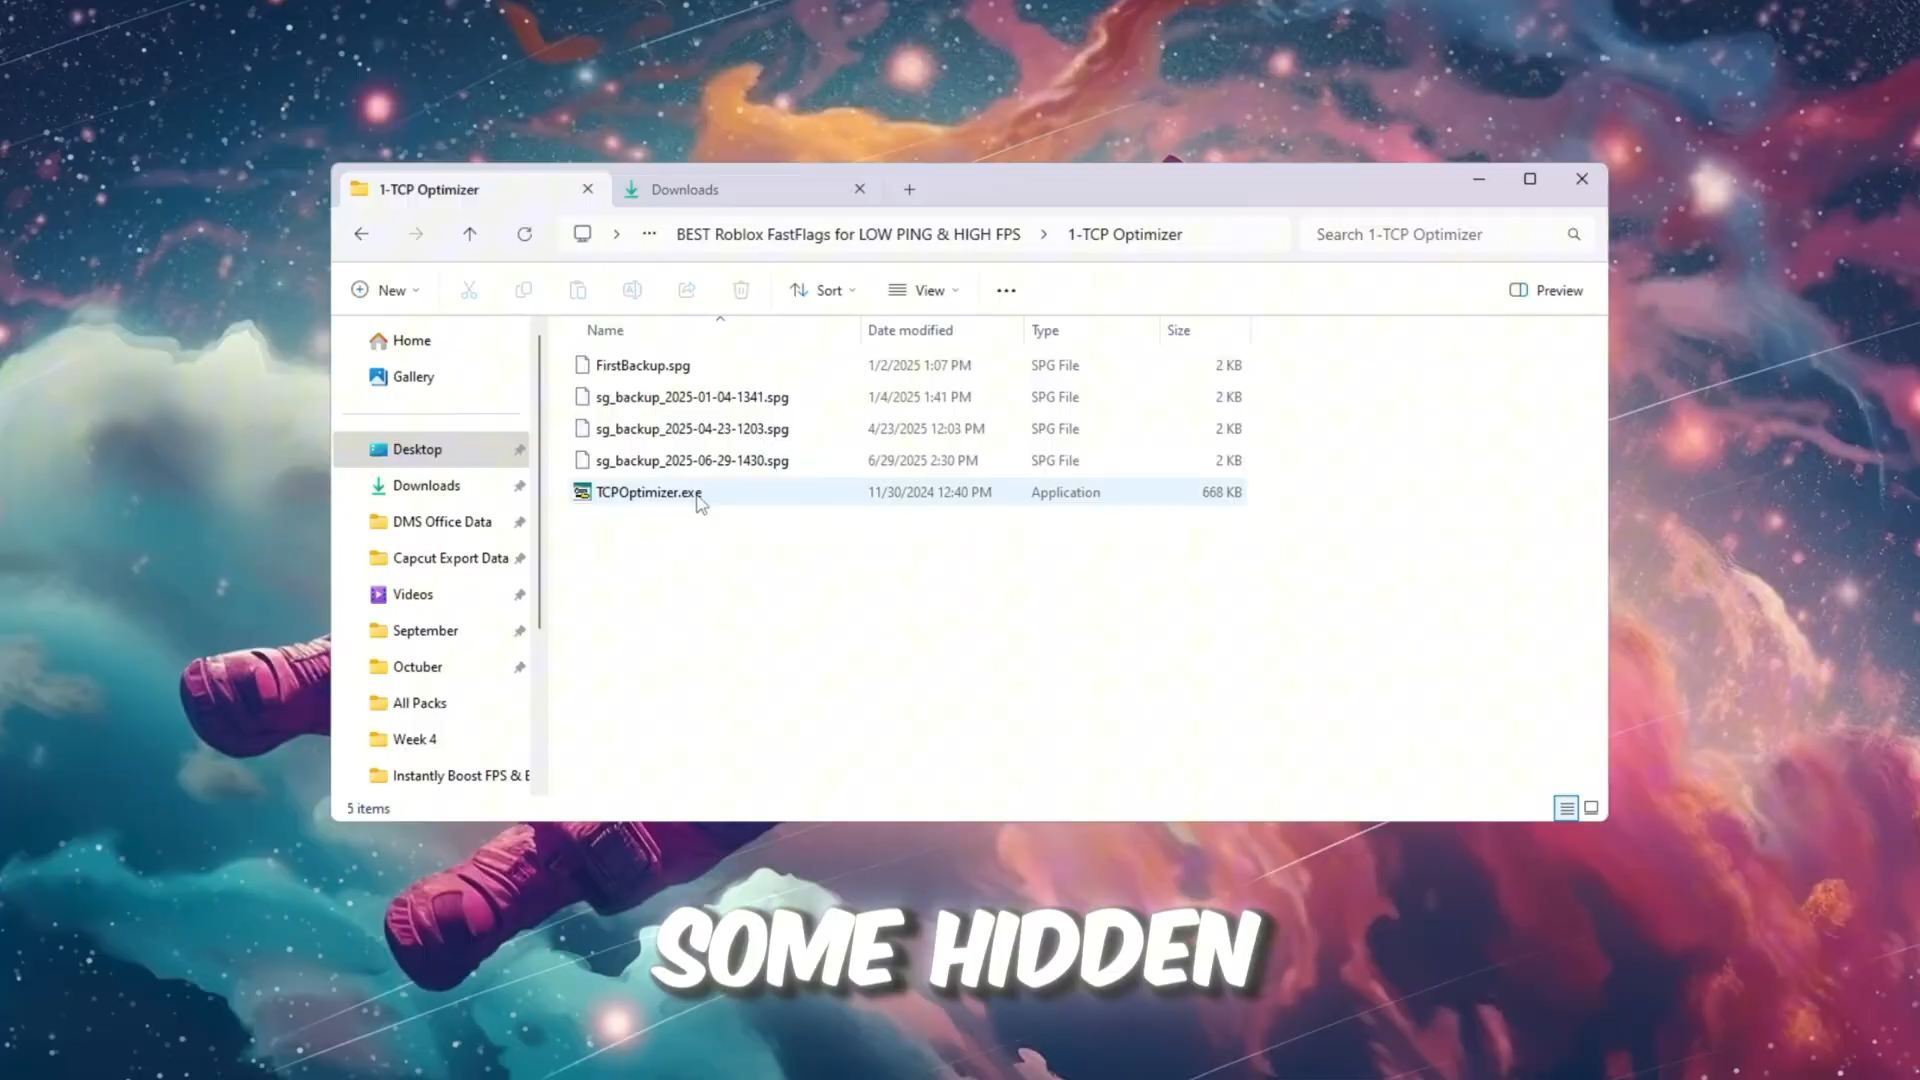 1-TCP Optimizer
Downloads
BEST Roblox FastFlags for LOW PING & HIGH FPS > 1-TCP Optimizer
Search 1-TCP Optimizer
New
Sort
View
Preview
Name
Date modified
Type
Size
FirstBackup.spg 1/2/2025 1:07 PM SPG File 2 KB
sg_backup_2025-01-04-1341.spg 1/4/2025 1:41 PM SPG File 2 KB
sg_backup_2025-04-23-1203.spg 4/23/2025 12:03 PM SPG File 2 KB
sg_backup_2025-06-29-1430.spg 6/29/2025 2:30 PM SPG File 2 KB
TCPOptimizer.exe 11/30/2024 12:40 PM Application 668 KB
Home
Gallery
Desktop
Downloads
DMS Office Data
Capcut Export Data
Videos
September
Octuber
All Packs
Week 4
Instantly Boost FPS & E
5 items
SOME HIDDEN